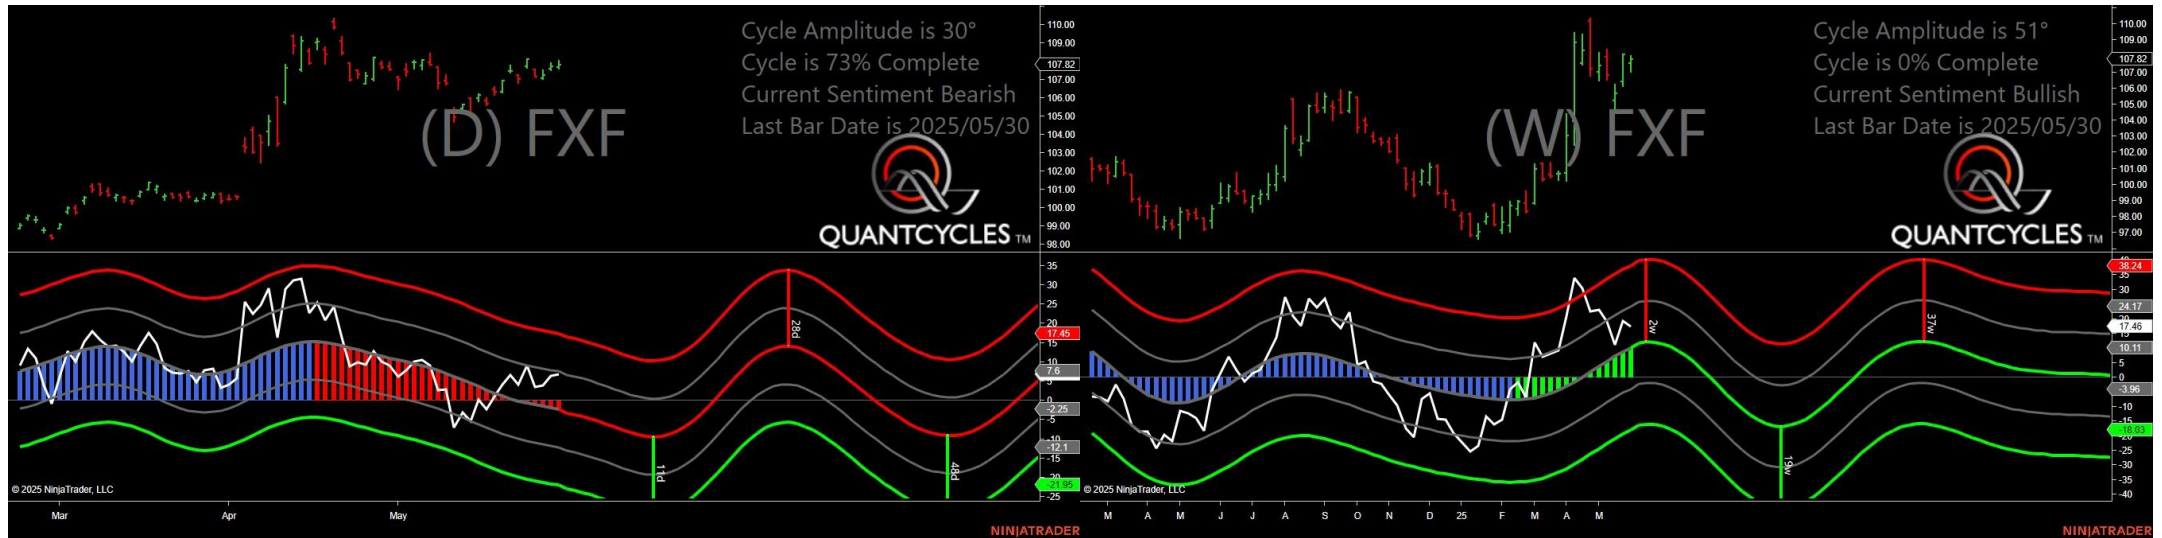 Cycle Amplitude is 30°
Cycle is 73% Complete
Current Sentiment Bearish
Last Bar Date is 2025/05/30
(D) FXF
QUANTCYCLES TM
110.00
109.00
107.82
107.00
106.00
105.00
104.00
103.00
102.00
101.00
100.00
99.00
98.00
35
30
25
17.45
15
10
7.6
5
0
-2.25
-5
-10
-12.1
-15
-20
-21.95
-25
28d
11d
48d
© 2025 NinjaTrader, LLC
Mar Apr May
NINJATRADER
Cycle Amplitude is 51°
Cycle is 0% Complete
Current Sentiment Bullish
Last Bar Date is 2025/05/30
(W) FXF
QUANTCYCLES TM
110.00
109.00
107.82
107.00
106.00
105.00
104.00
103.00
102.00
101.00
100.00
99.00
98.00
97.00
38.24
35
30
24.17
17.46
15
10.11
5
0
-3.96
-10
-18.03
-25
-30
-35
-40
2w
37w
19w
© 2025 NinjaTrader, LLC
M A M J J A S O N D 25 F M A M
NINJATRADER